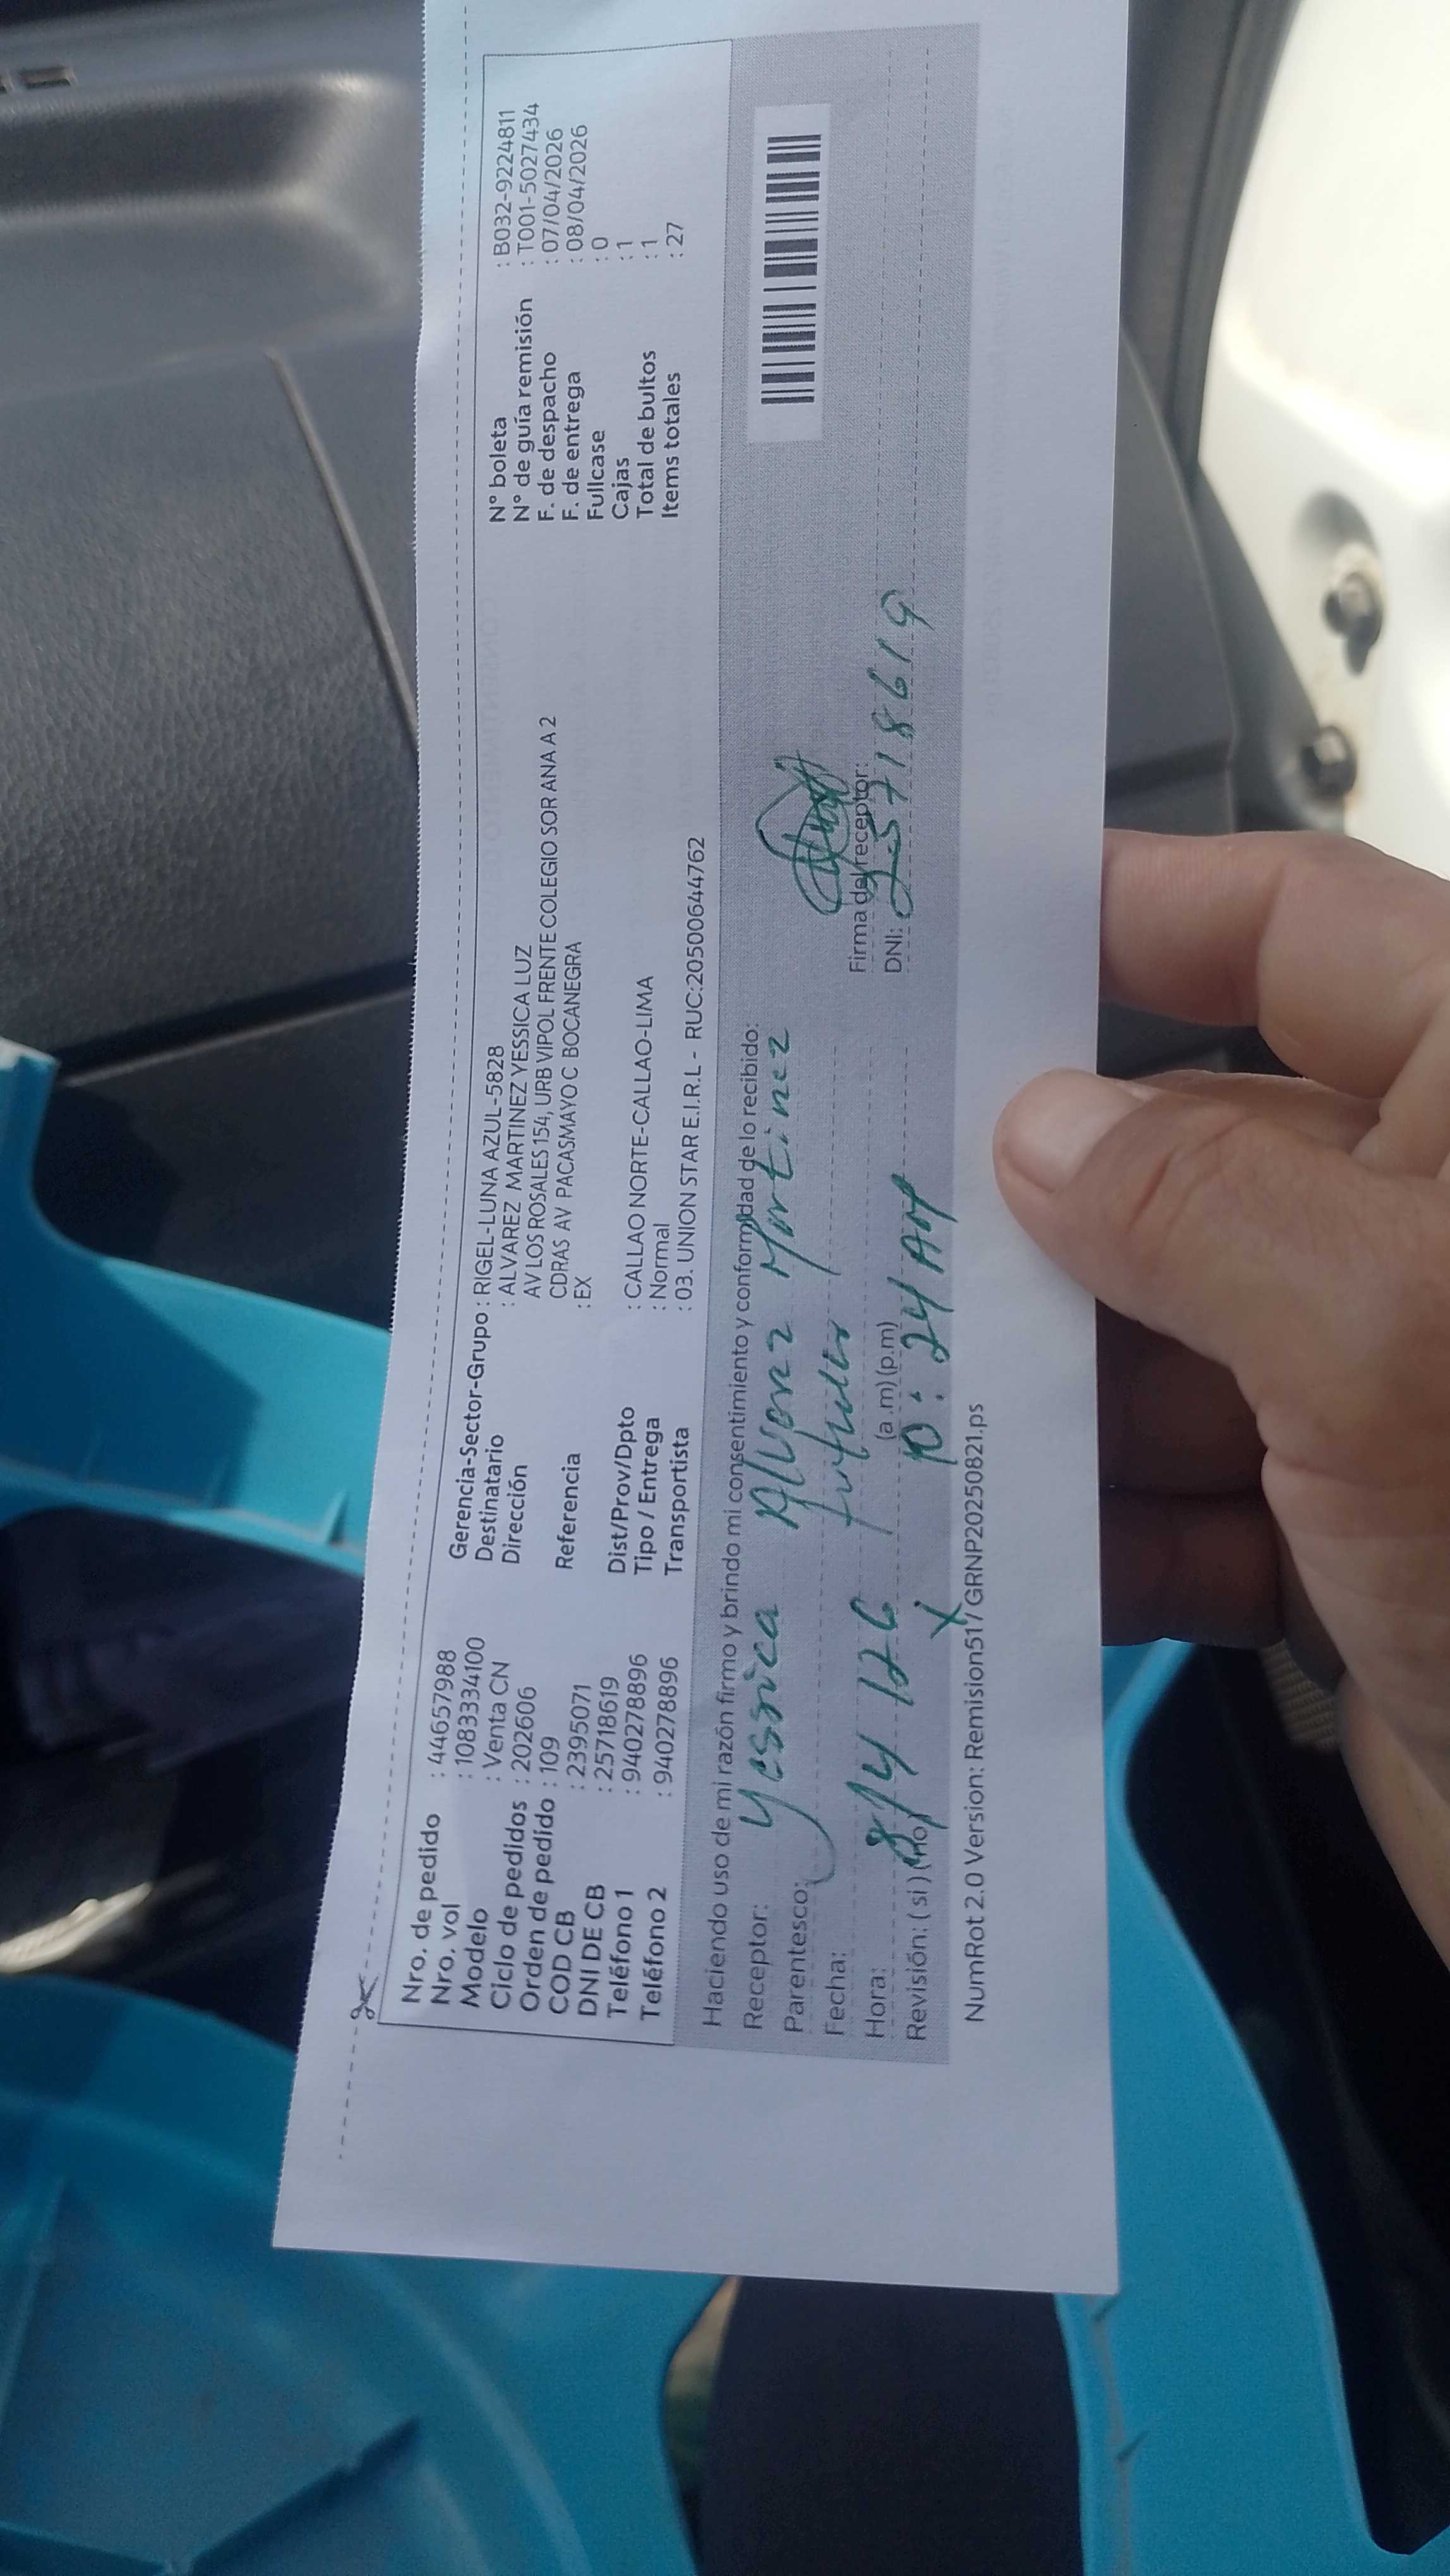 Nro. de pedido : 44657988
Nro. vol : 1083334100
Modelo : Venta CN
Ciclo de pedidos : 202606
Orden de pedido : 109
COD CB : 2395071
DNI DE CB : 25718619
Teléfono 1 : 940278896
Teléfono 2 : 940278896
Gerencia-Sector-Grupo : RIGEL-LUNA AZUL-5828
Destinatario : ALVAREZ MARTINEZ YESSICA LUZ
Dirección AV LOS ROSALES 154, URB VIPOL FRENTE COLEGIO SOR ANA A 2
CDRAS AV PACASMAYO C BOCANEGRA
Referencia : EX
Dist/Prov/Dpto : CALLAO NORTE-CALLAO-LIMA
Tipo / Entrega : Normal
Transportista : 03. UNION STAR E.I.R.L - RUC:20500644762
N° boleta : B032-9224811
N° de guía remisión : T001-5027434
F. de despacho : 07/04/2026
F. de entrega : 08/04/2026
Fullcase : 0
Cajas : 1
Total de bultos : 1
Items totales : 27
Haciendo uso de mi razón firmo y brindo mi consentimiento y conformidad de lo recibido.
Receptor: Yessica Alvarez Martinez
Parentesco:
Fecha: 8/4/26
Hora: (a.m) (p.m) 10:24 AM
Revisión: ( si ) ( no ) X
Firma del receptor:
DNI: 25718619
NumRot 2.0 Version: Remision517 GRNP20250821.ps